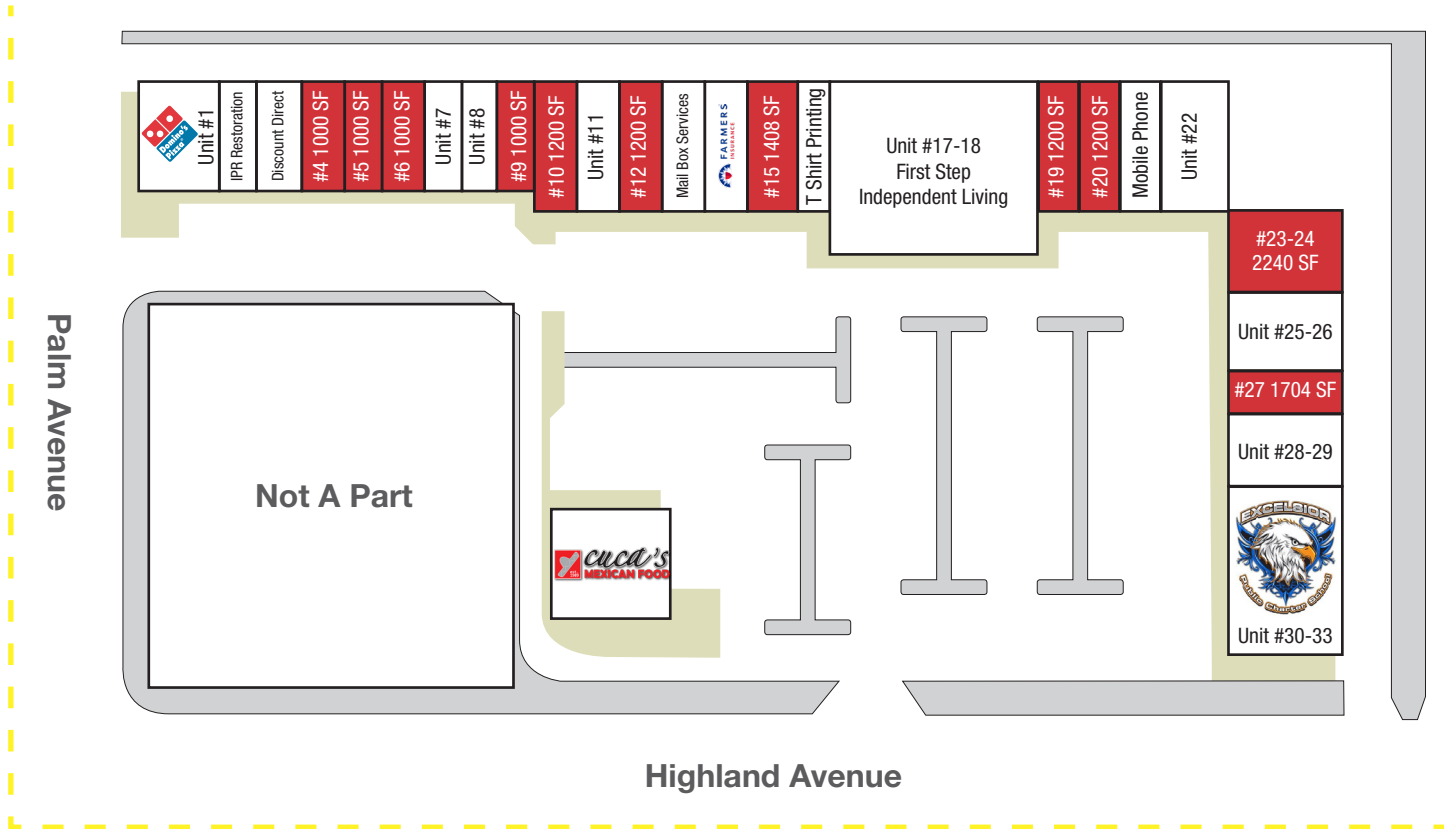 Domino's
Pizza
Unit #1
IPR Restoration
Discount Direct
#4 1000 SF
#5 1000 SF
#6 1000 SF
Unit #7
Unit #8
#9 1000 SF
#10 1200 SF
Unit #11
#12 1200 SF
Mail Box Services
FARMERS
INSURANCE
#15 1408 SF
T Shirt Printing
Unit #17-18
First Step
Independent Living
#19 1200 SF
#20 1200 SF
Mobile Phone
Unit #22
#23-24
2240 SF
Unit #25-26
#27 1704 SF
Unit #28-29
EXCELSIOR
Public Charter School
Unit #30-33
Palm Avenue
Not A Part
cuca's
MEXICAN FOOD
Highland Avenue